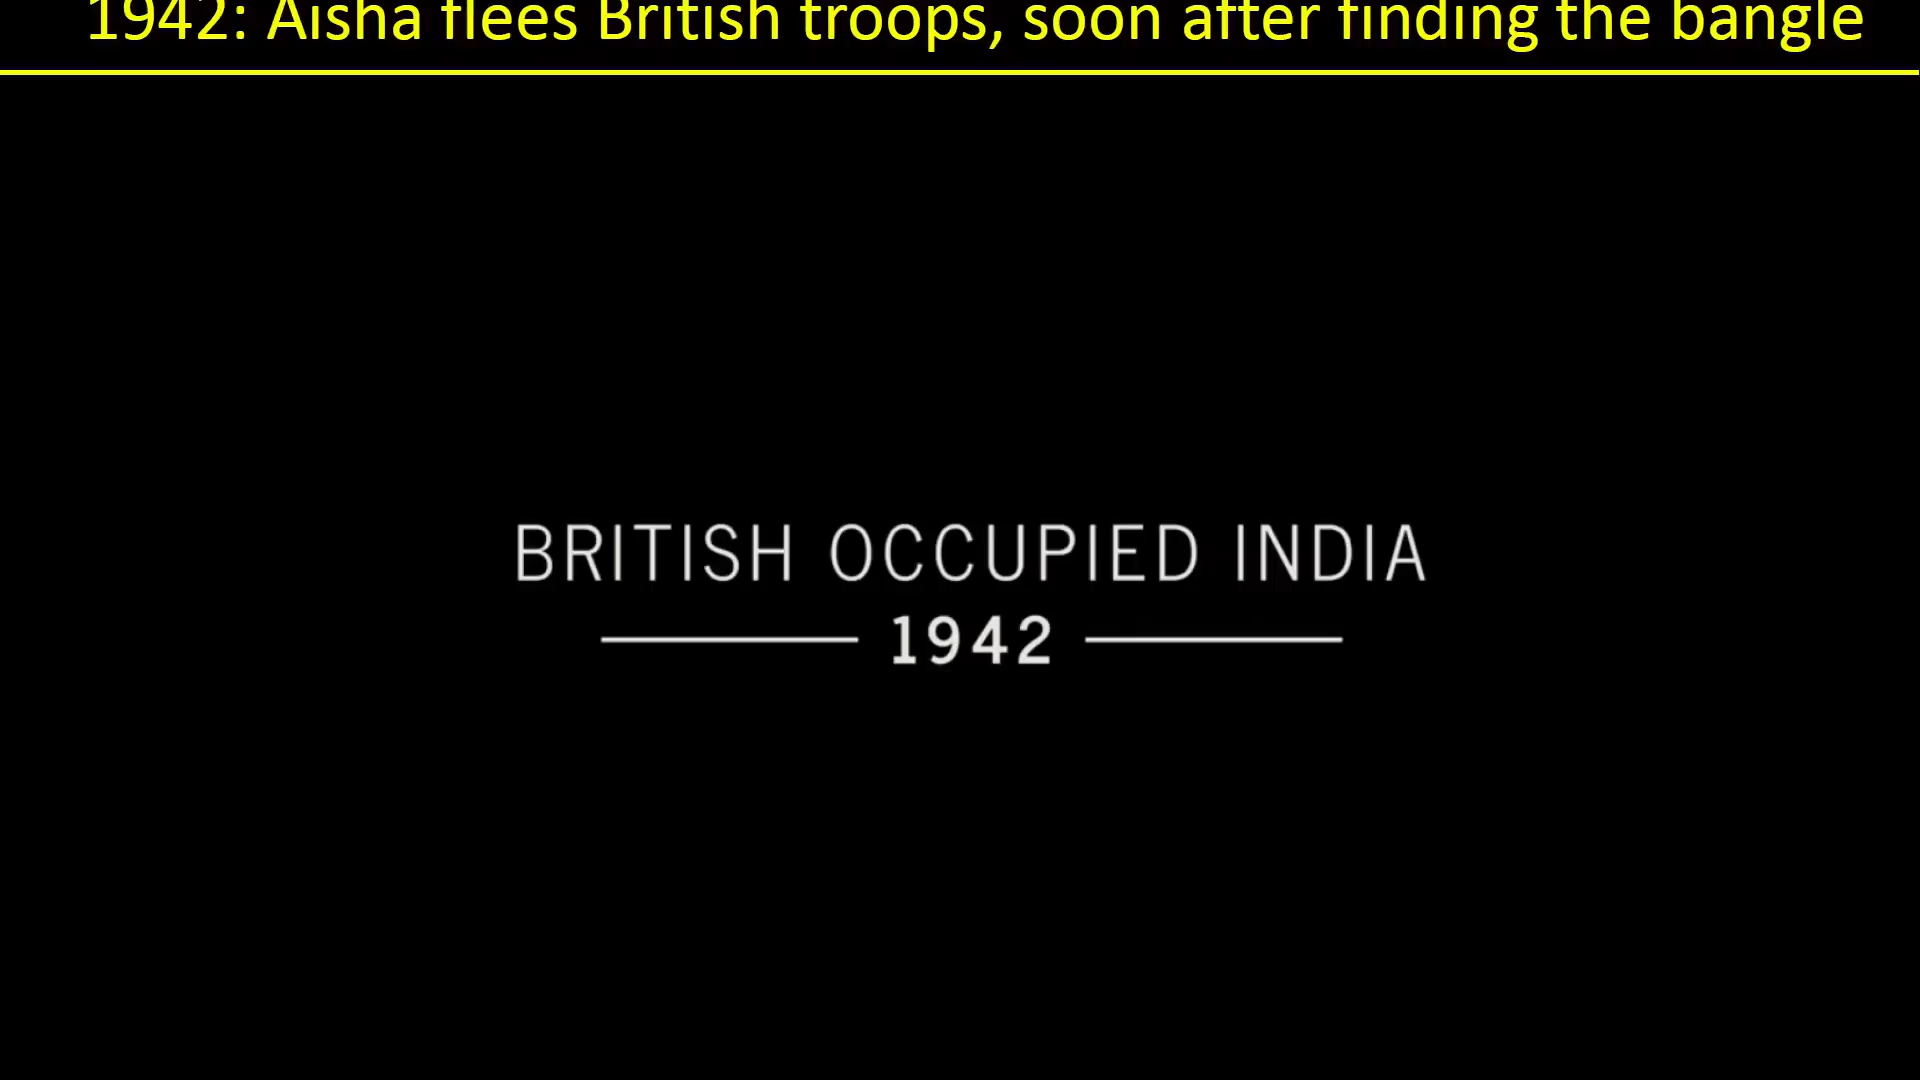 1942: Aisha flees British troops, soon after finding the bangle
BRITISH OCCUPIED INDIA
1942